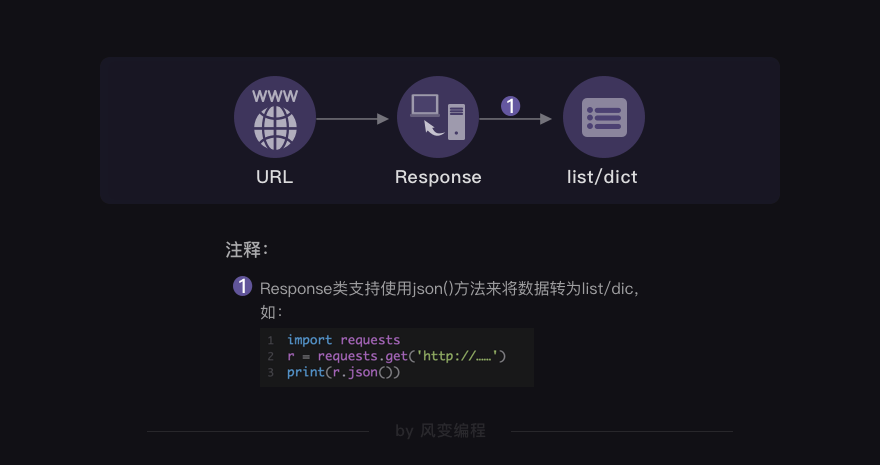 WWW
1
URL Response list/dict
注释：
1 Response类支持使用json()方法来将数据转为list/dic，
如：
1 import requests
2 r = requests.get('http://……')
3 print(r.json())
by 风变编程